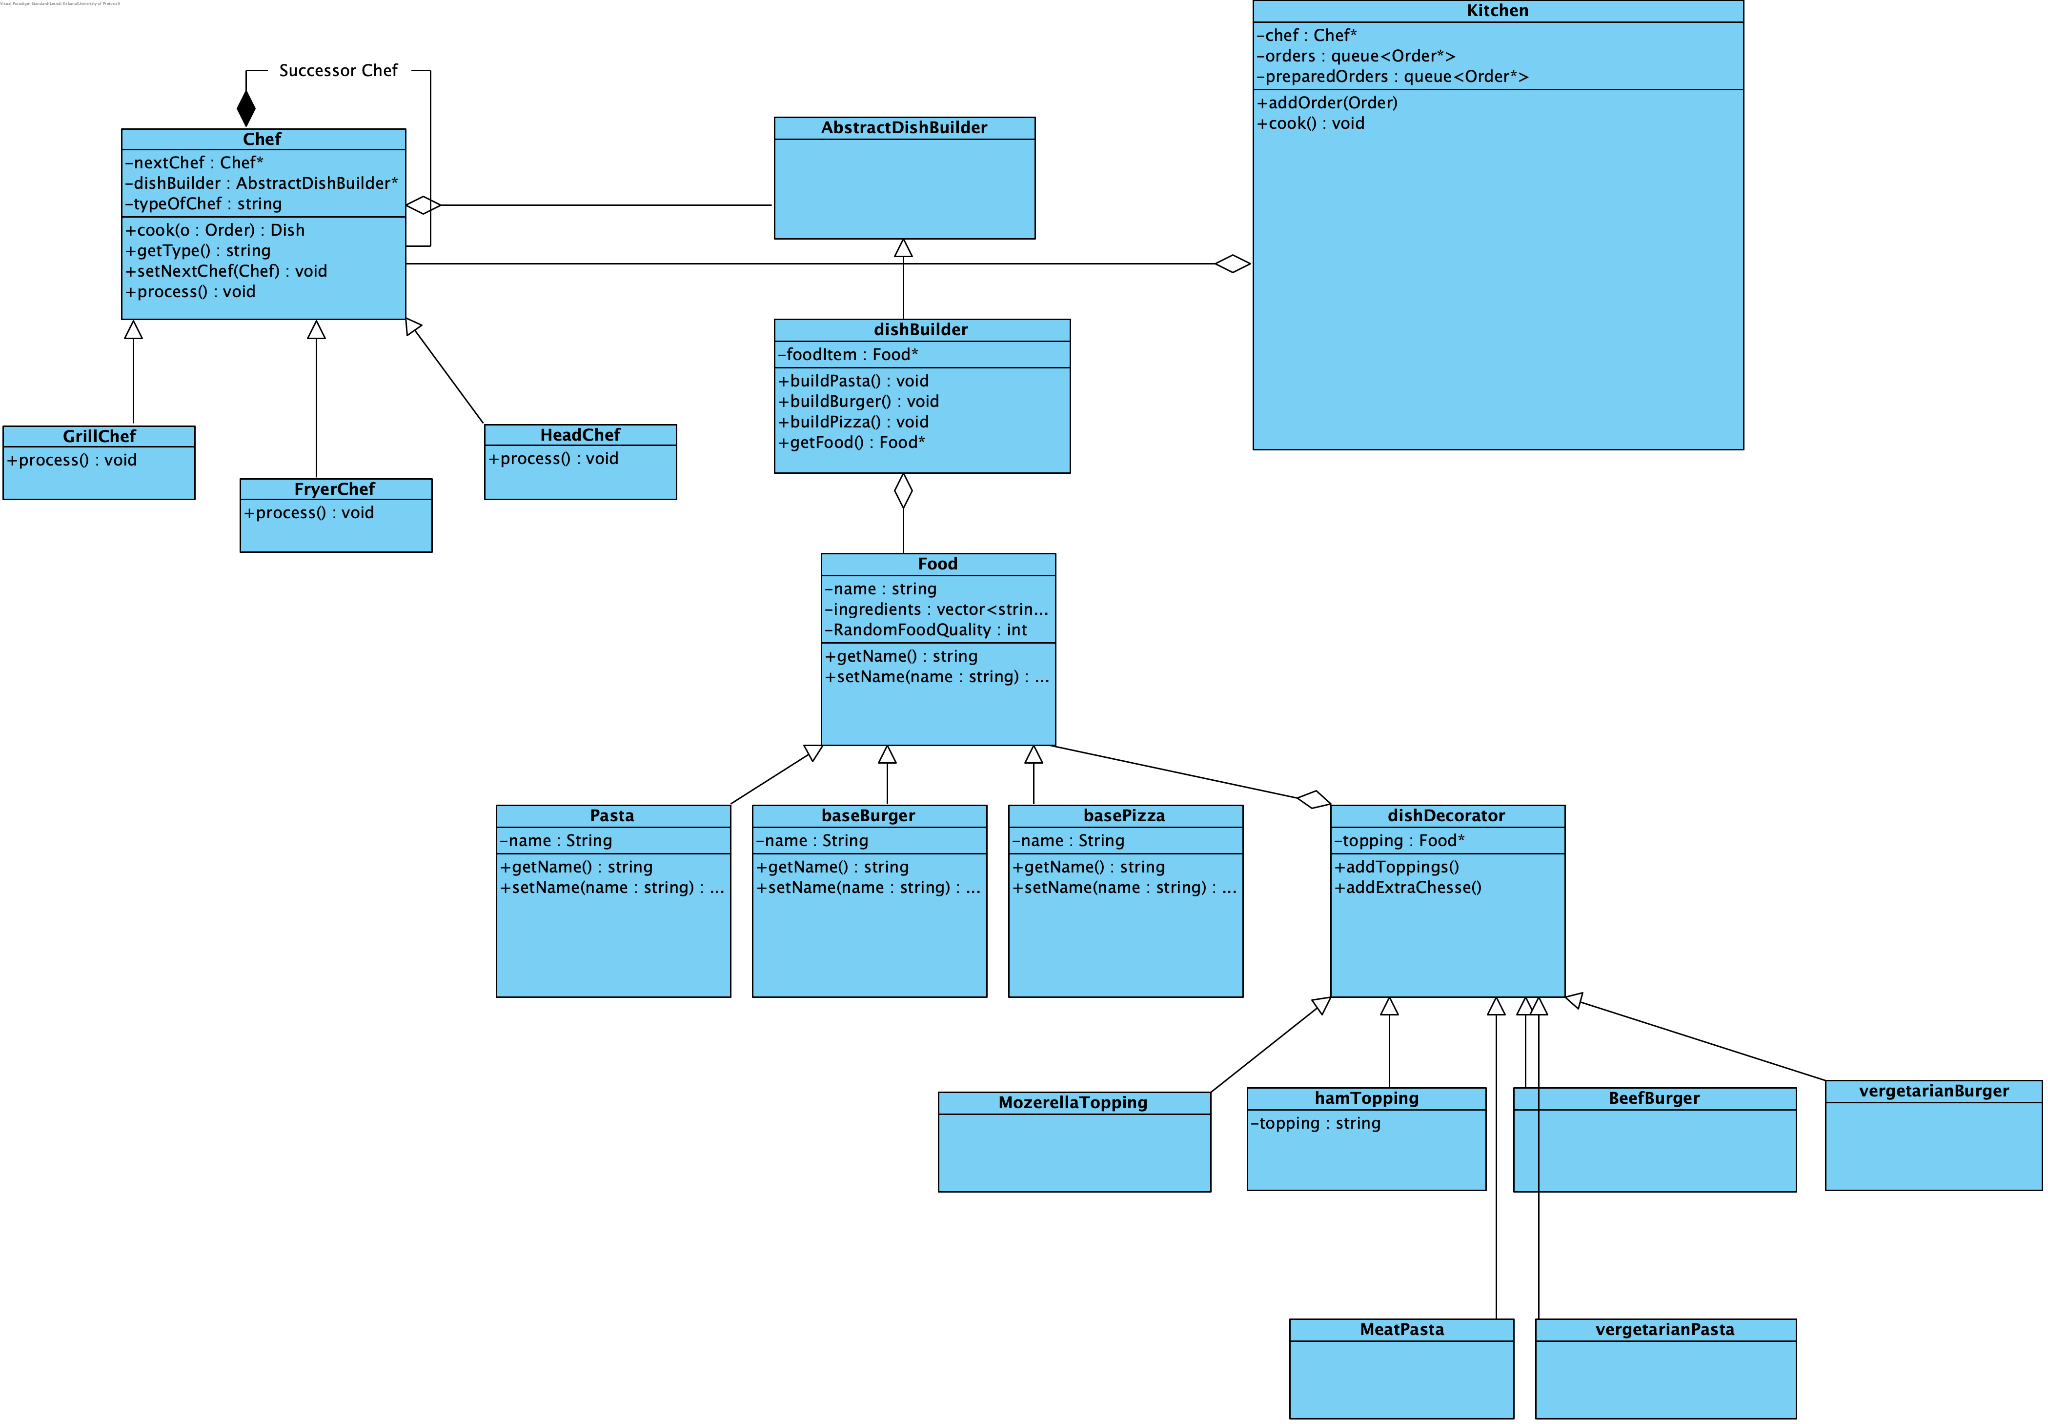 Kitchen
-chef : Chef*
-orders : queue<Order*>
-preparedOrders : queue<Order*>
+addOrder(Order)
+cook() : void
Successor Chef
Chef
-nextChef : Chef*
-dishBuilder : AbstractDishBuilder*
-typeOfChef : string
+cook(o : Order) : Dish
+getType() : string
+setNextChef(Chef) : void
+process() : void
AbstractDishBuilder
dishBuilder
-foodItem : Food*
+buildPasta() : void
+buildBurger() : void
+buildPizza() : void
+getFood() : Food*
GrillChef
+process() : void
FryerChef
+process() : void
HeadChef
+process() : void
Food
-name : string
-ingredients : vector<strin...
-RandomFoodQuality : int
+getName() : string
+setName(name : string) : ...
Pasta
-name : String
+getName() : string
+setName(name : string) : ...
baseBurger
-name : String
+getName() : string
+setName(name : string) : ...
basePizza
-name : String
+getName() : string
+setName(name : string) : ...
dishDecorator
-topping : Food*
+addToppings()
+addExtraChesse()
MozerellaTopping
hamTopping
-topping : string
BeefBurger
vergetarianBurger
MeatPasta
vergetarianPasta